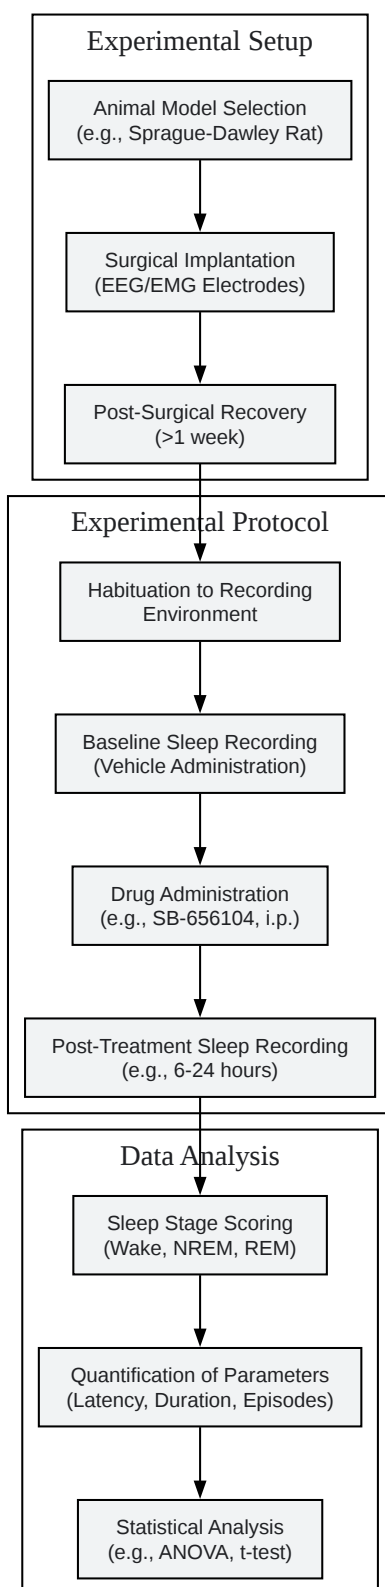 Experimental Setup
Animal Model Selection
(e.g., Sprague-Dawley Rat)
Surgical Implantation
(EEG/EMG Electrodes)
Post-Surgical Recovery
(>1 week)
Experimental Protocol
Habituation to Recording
Environment
Baseline Sleep Recording
(Vehicle Administration)
Drug Administration
(e.g., SB-656104, i.p.)
Post-Treatment Sleep Recording
(e.g., 6-24 hours)
Data Analysis
Sleep Stage Scoring
(Wake, NREM, REM)
Quantification of Parameters
(Latency, Duration, Episodes)
Statistical Analysis
(e.g., ANOVA, t-test)